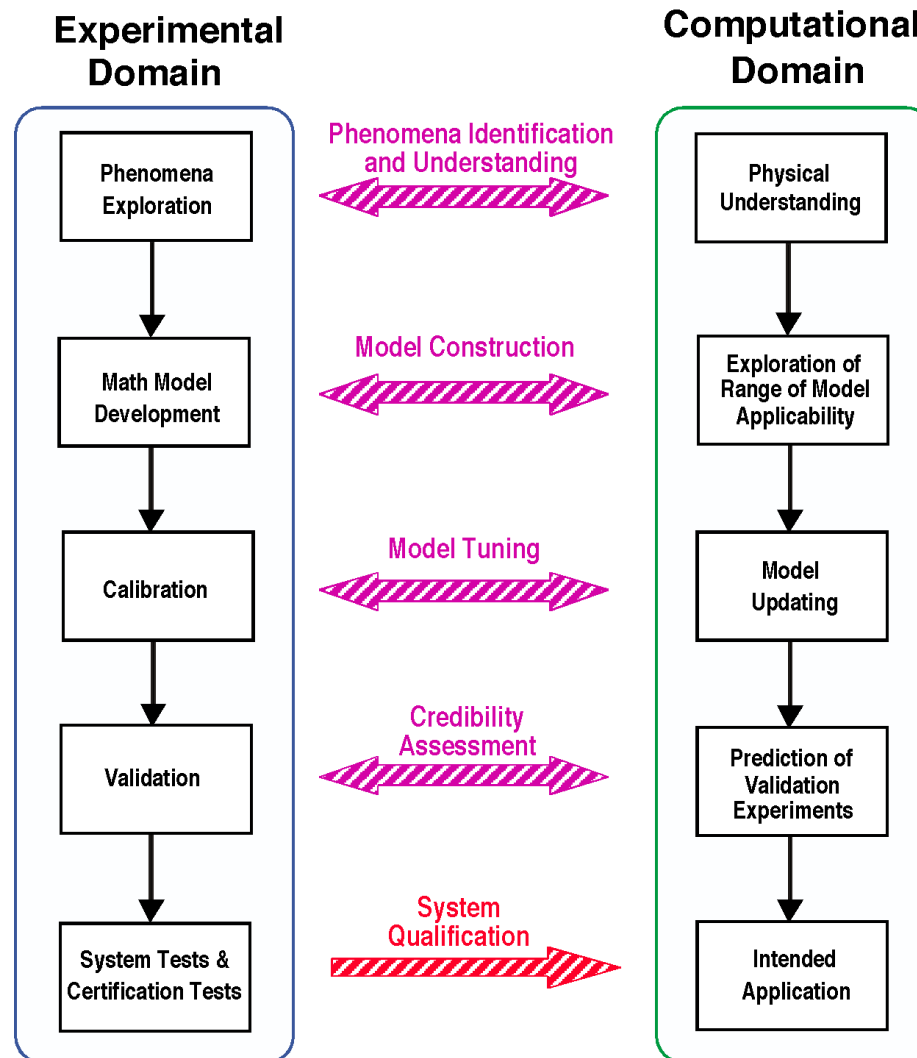 Experimental
Domain
Computational
Domain
Phenomena Identification
and Understanding
Phenomena
Exploration
Physical
Understanding
Model Construction
Math Model
Development
Exploration of
Range of Model
Applicability
Model Tuning
Calibration
Model
Updating
Credibility
Assessment
Validation
Prediction of
Validation
Experiments
System
Qualification
System Tests &
Certification Tests
Intended
Application